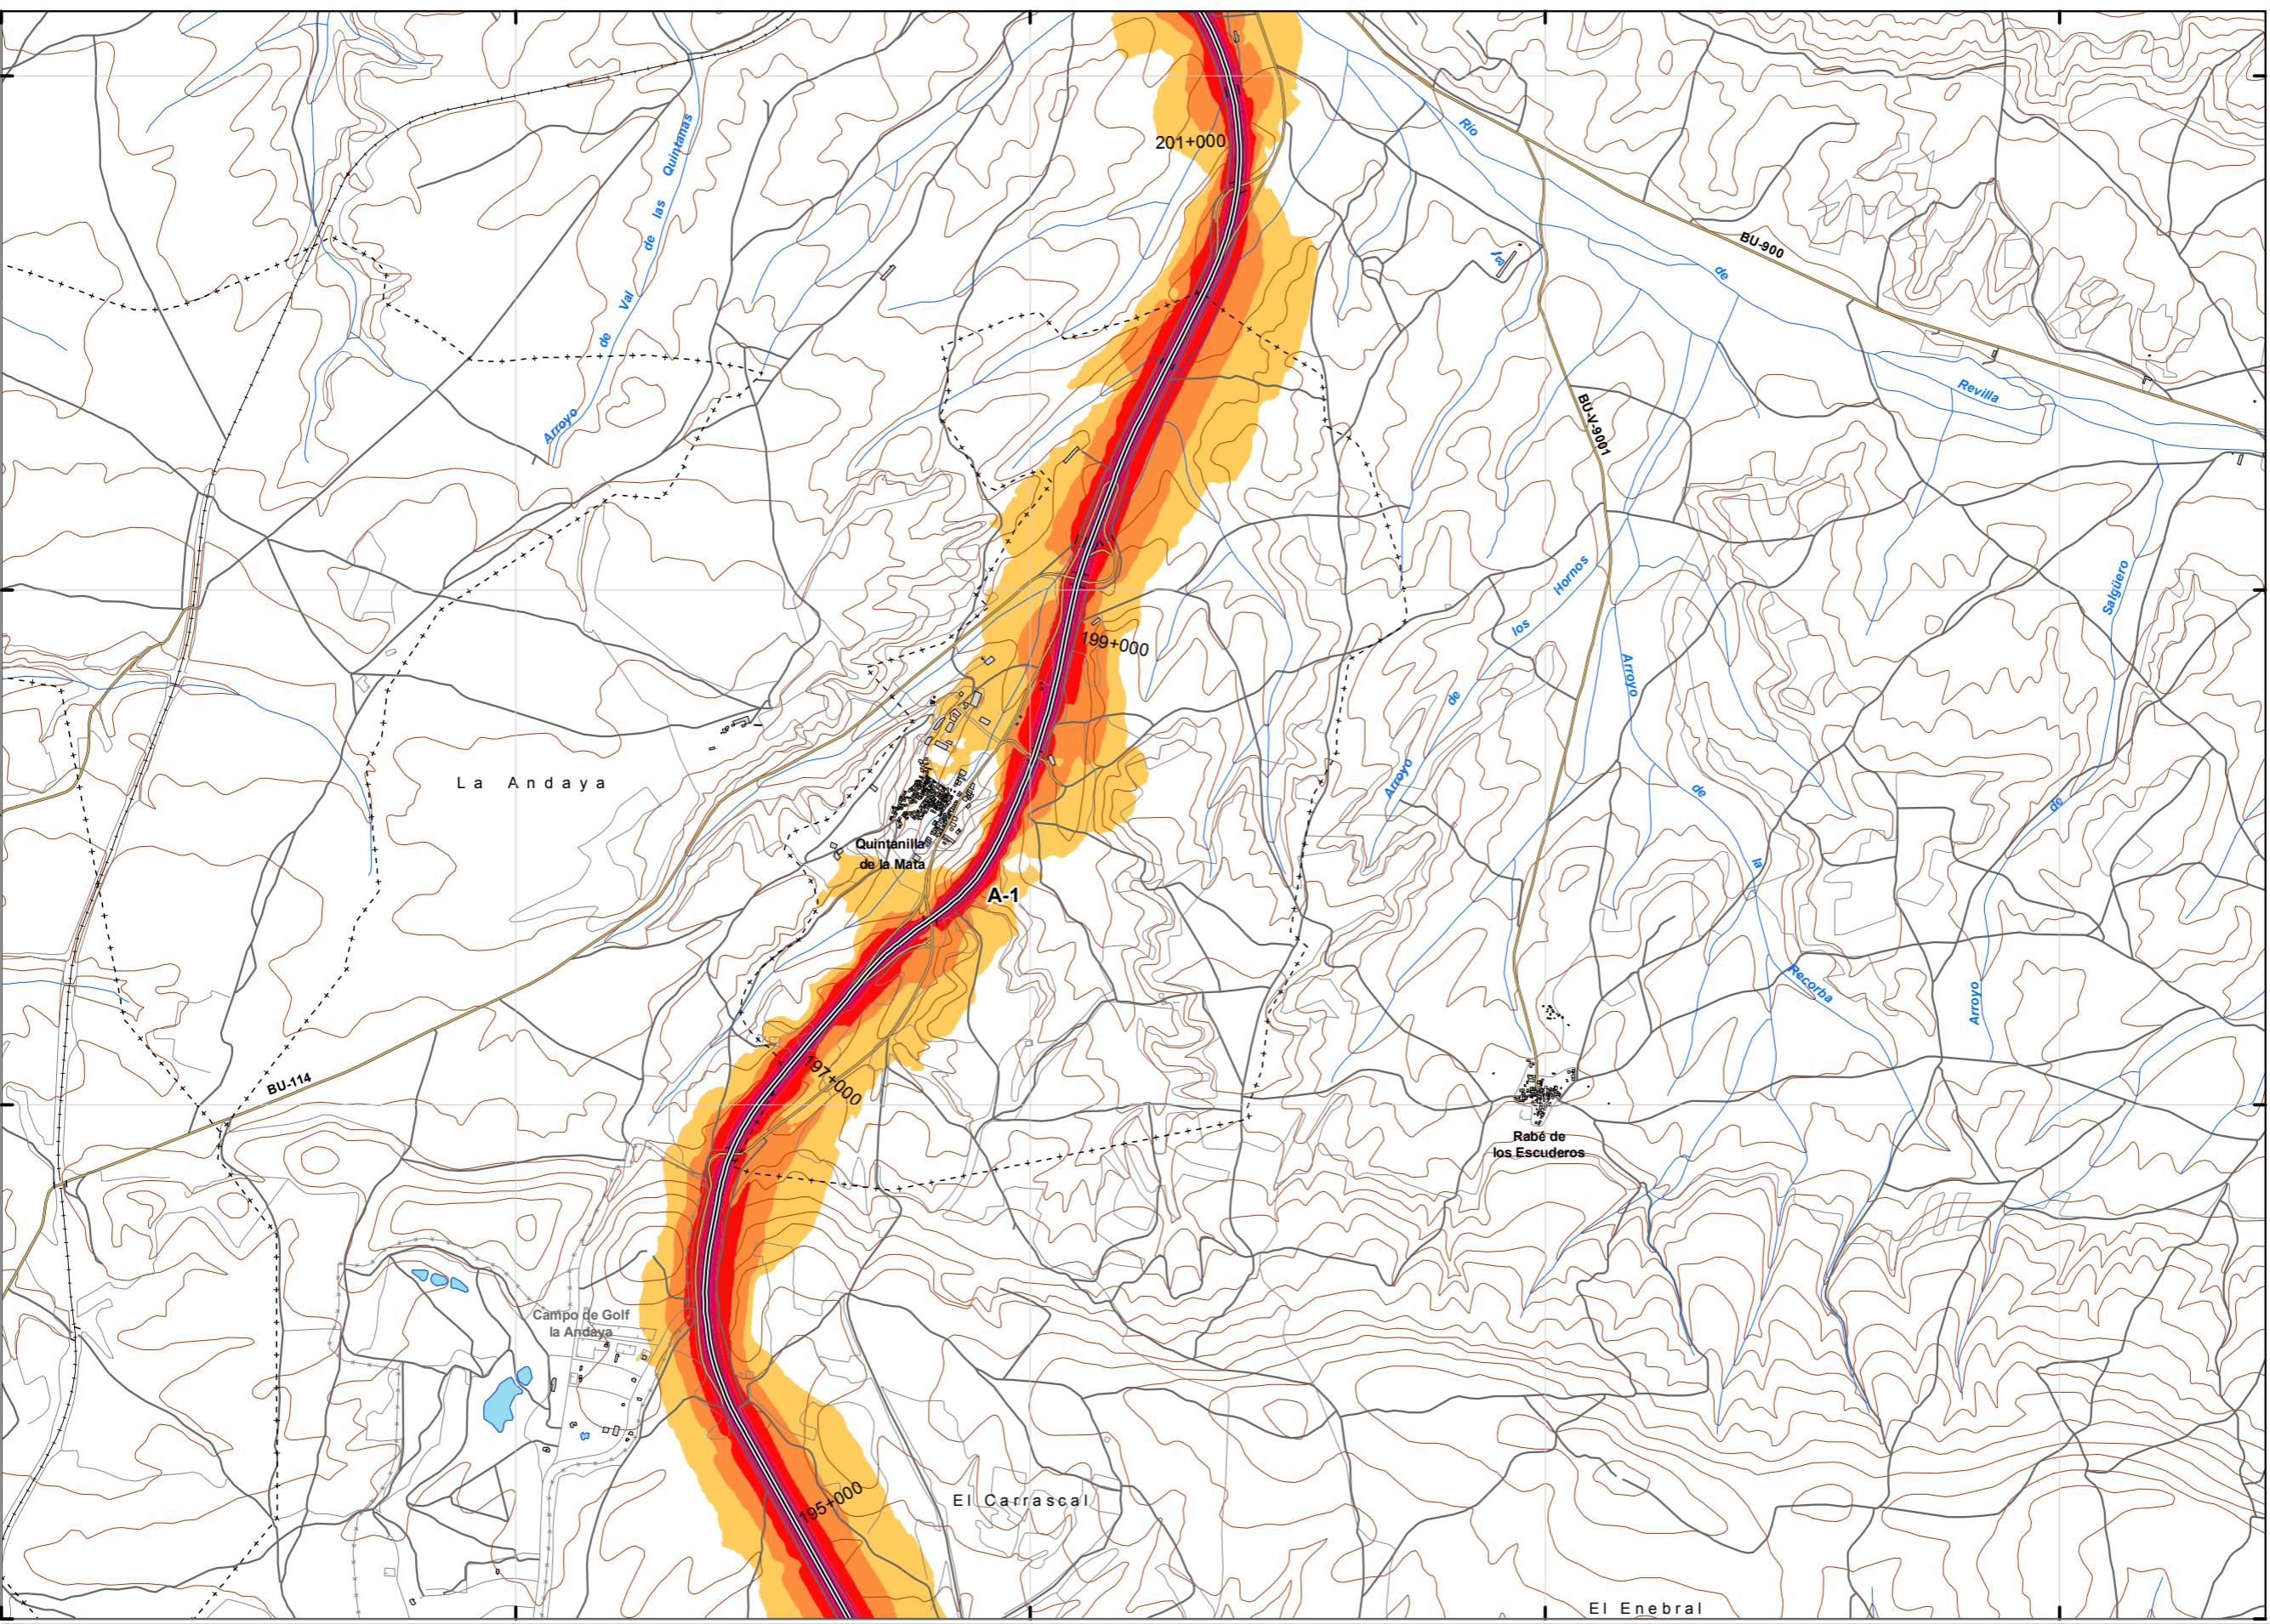 201+000
Río
de
Revilla
BU-900
Arroyo
de
Val
de las
Quintanas
BU-V-9001
199+000
Arroyo
de
los
Hornos
Arroyo
de
la
Recorba
Arroyo
de
Salgüero
La Andaya
Quintanilla
de la Mata
A-1
197+000
BU-114
Rabé de
los Escuderos
Campo de Golf
la Andaya
195+000
El Carrascal
El Enebral